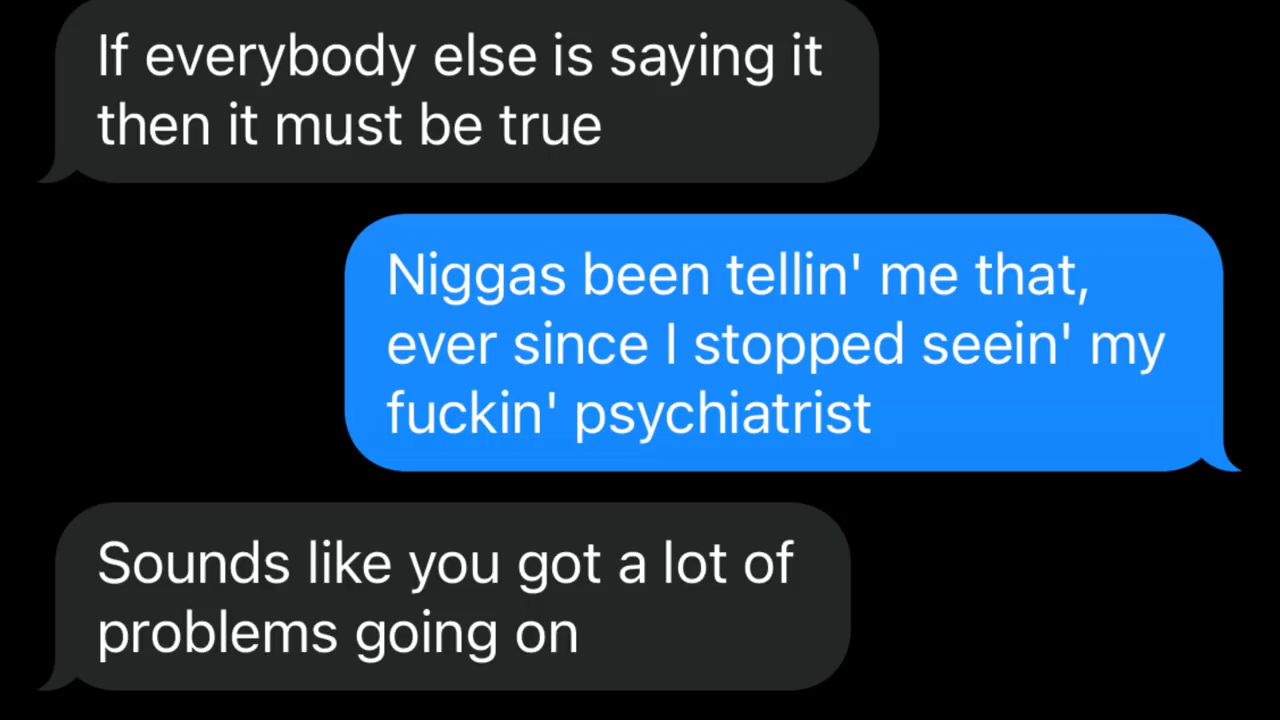 If everybody else is saying it
then it must be true
Niggas been tellin' me that,
ever since I stopped seein' my
fuckin' psychiatrist
Sounds like you got a lot of
problems going on